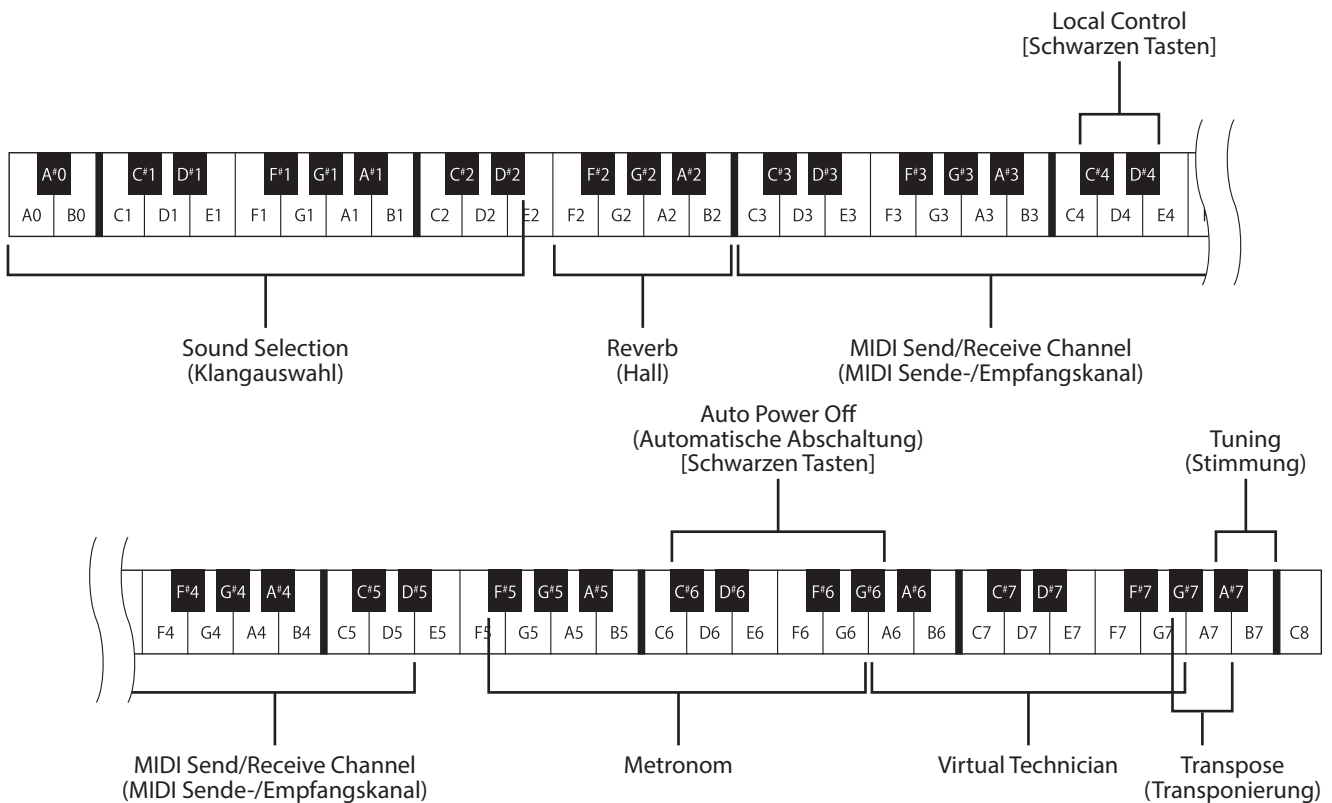 Local Control
[Schwarzen Tasten]
A#0 C#1 D#1 F#1 G#1 A#1 C#2 D#2 F#2 G#2 A#2 C#3 D#3 F#3 G#3 A#3 C#4 D#4
A0 B0 C1 D1 E1 F1 G1 A1 B1 C2 D2 E2 F2 G2 A2 B2 C3 D3 E3 F3 G3 A3 B3 C4 D4 E4
Sound Selection
(Klangauswahl)
Reverb
(Hall)
MIDI Send/Receive Channel
(MIDI Sende-/Empfangskanal)
Auto Power Off
(Automatische Abschaltung)
[Schwarzen Tasten]
Tuning
(Stimmung)
F#4 G#4 A#4 C#5 D#5 F#5 G#5 A#5 C#6 D#6 F#6 G#6 A#6 C#7 D#7 F#7 G#7 A#7
F4 G4 A4 B4 C5 D5 E5 F5 G5 A5 B5 C6 D6 E6 F6 G6 A6 B6 C7 D7 E7 F7 G7 A7 B7 C8
MIDI Send/Receive Channel
(MIDI Sende-/Empfangskanal)
Metronom
Virtual Technician
Transpose
(Transponierung)